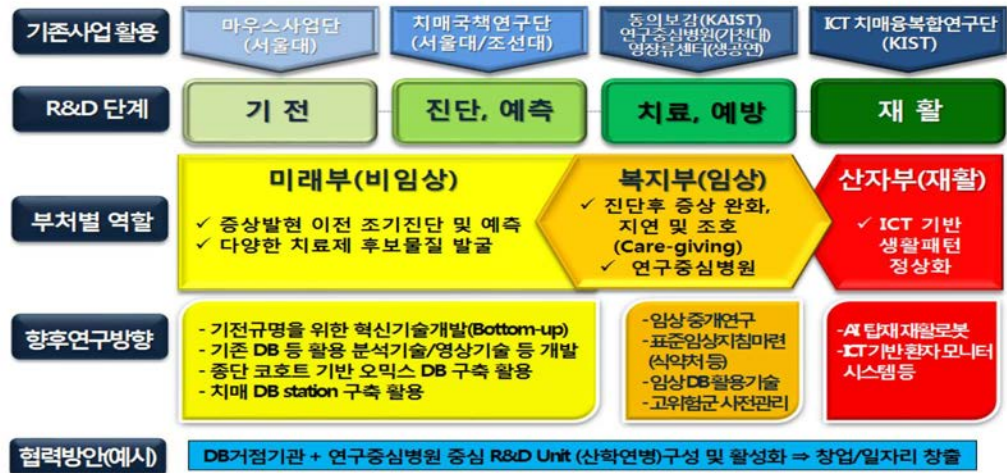 기존사업 활용
마우스사업단
(서울대)
치매국책연구단
(서울대/조선대)
동의보감(KAIST)
연구중심병원(가천대)
영장류센터(생공연)
ICT 치매융복합연구단
(KIST)
R&D 단계
기 전
진단, 예측
치료, 예방
재 활
부처별 역할
미래부(비임상)
✓ 증상발현 이전 조기진단 및 예측
✓ 다양한 치료제 후보물질 발굴
복지부(임상)
✓ 진단후 증상 완화,
지연 및 조호
(Care-giving)
✓ 연구중심병원
산자부(재활)
✓ ICT 기반
생활패턴
정상화
향후연구방향
- 기전규명을 위한 혁신기술개발(Bottom-up)
- 기존 DB 등 활용 분석기술/영상기술 등 개발
- 종단 코호트 기반 오믹스 DB 구축 활용
- 치매 DB station 구축 활용
-임상 중개연구
-표준임상지침마련
(식약처 등)
-임상DB활용기술
-고위험군 사전관리
-AI 탑재 재활로봇
-ICT기반 환자 모니터
시스템 등
협력방안(예시)
DB거점기관 + 연구중심병원 중심 R&D Unit (산학연병)구성 및 활성화 ⇒ 창업/일자리 창출